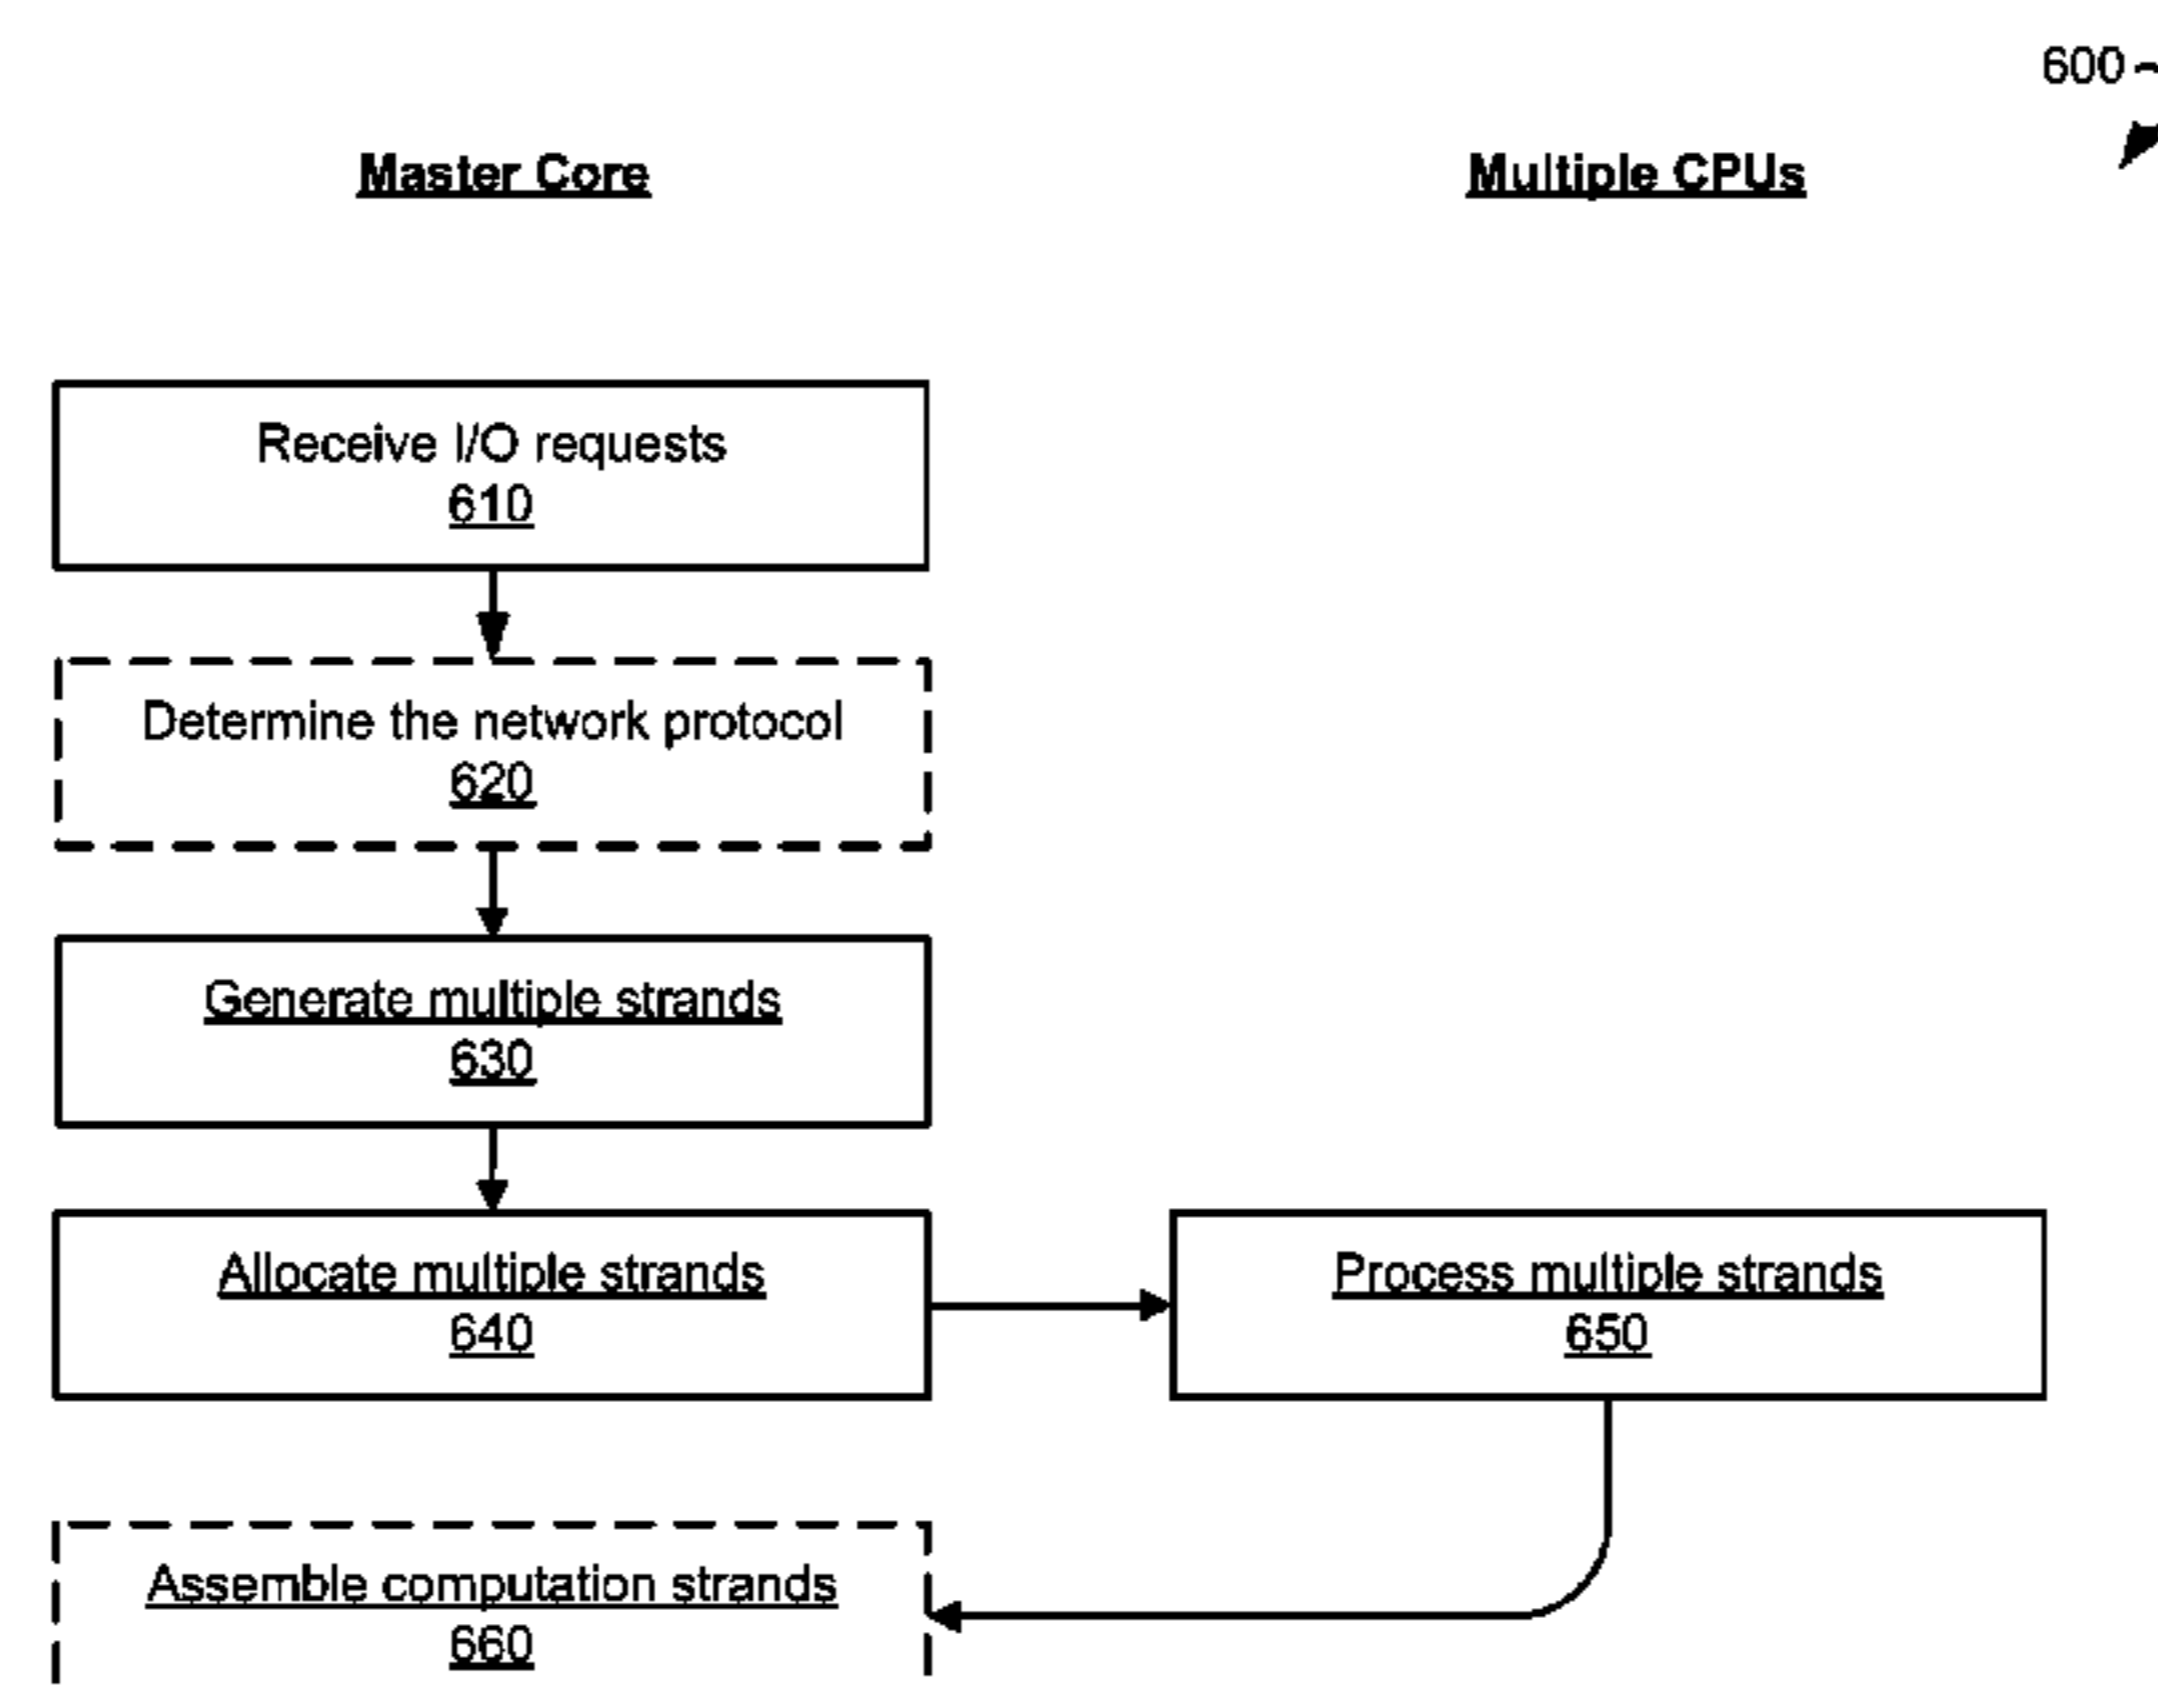 600
Master Core
Multiple CPUs
Receive I/O requests
610
Determine the network protocol
620
Generate multiple strands
630
Allocate multiple strands
640
Process multiple strands
650
Assemble computation strands
660